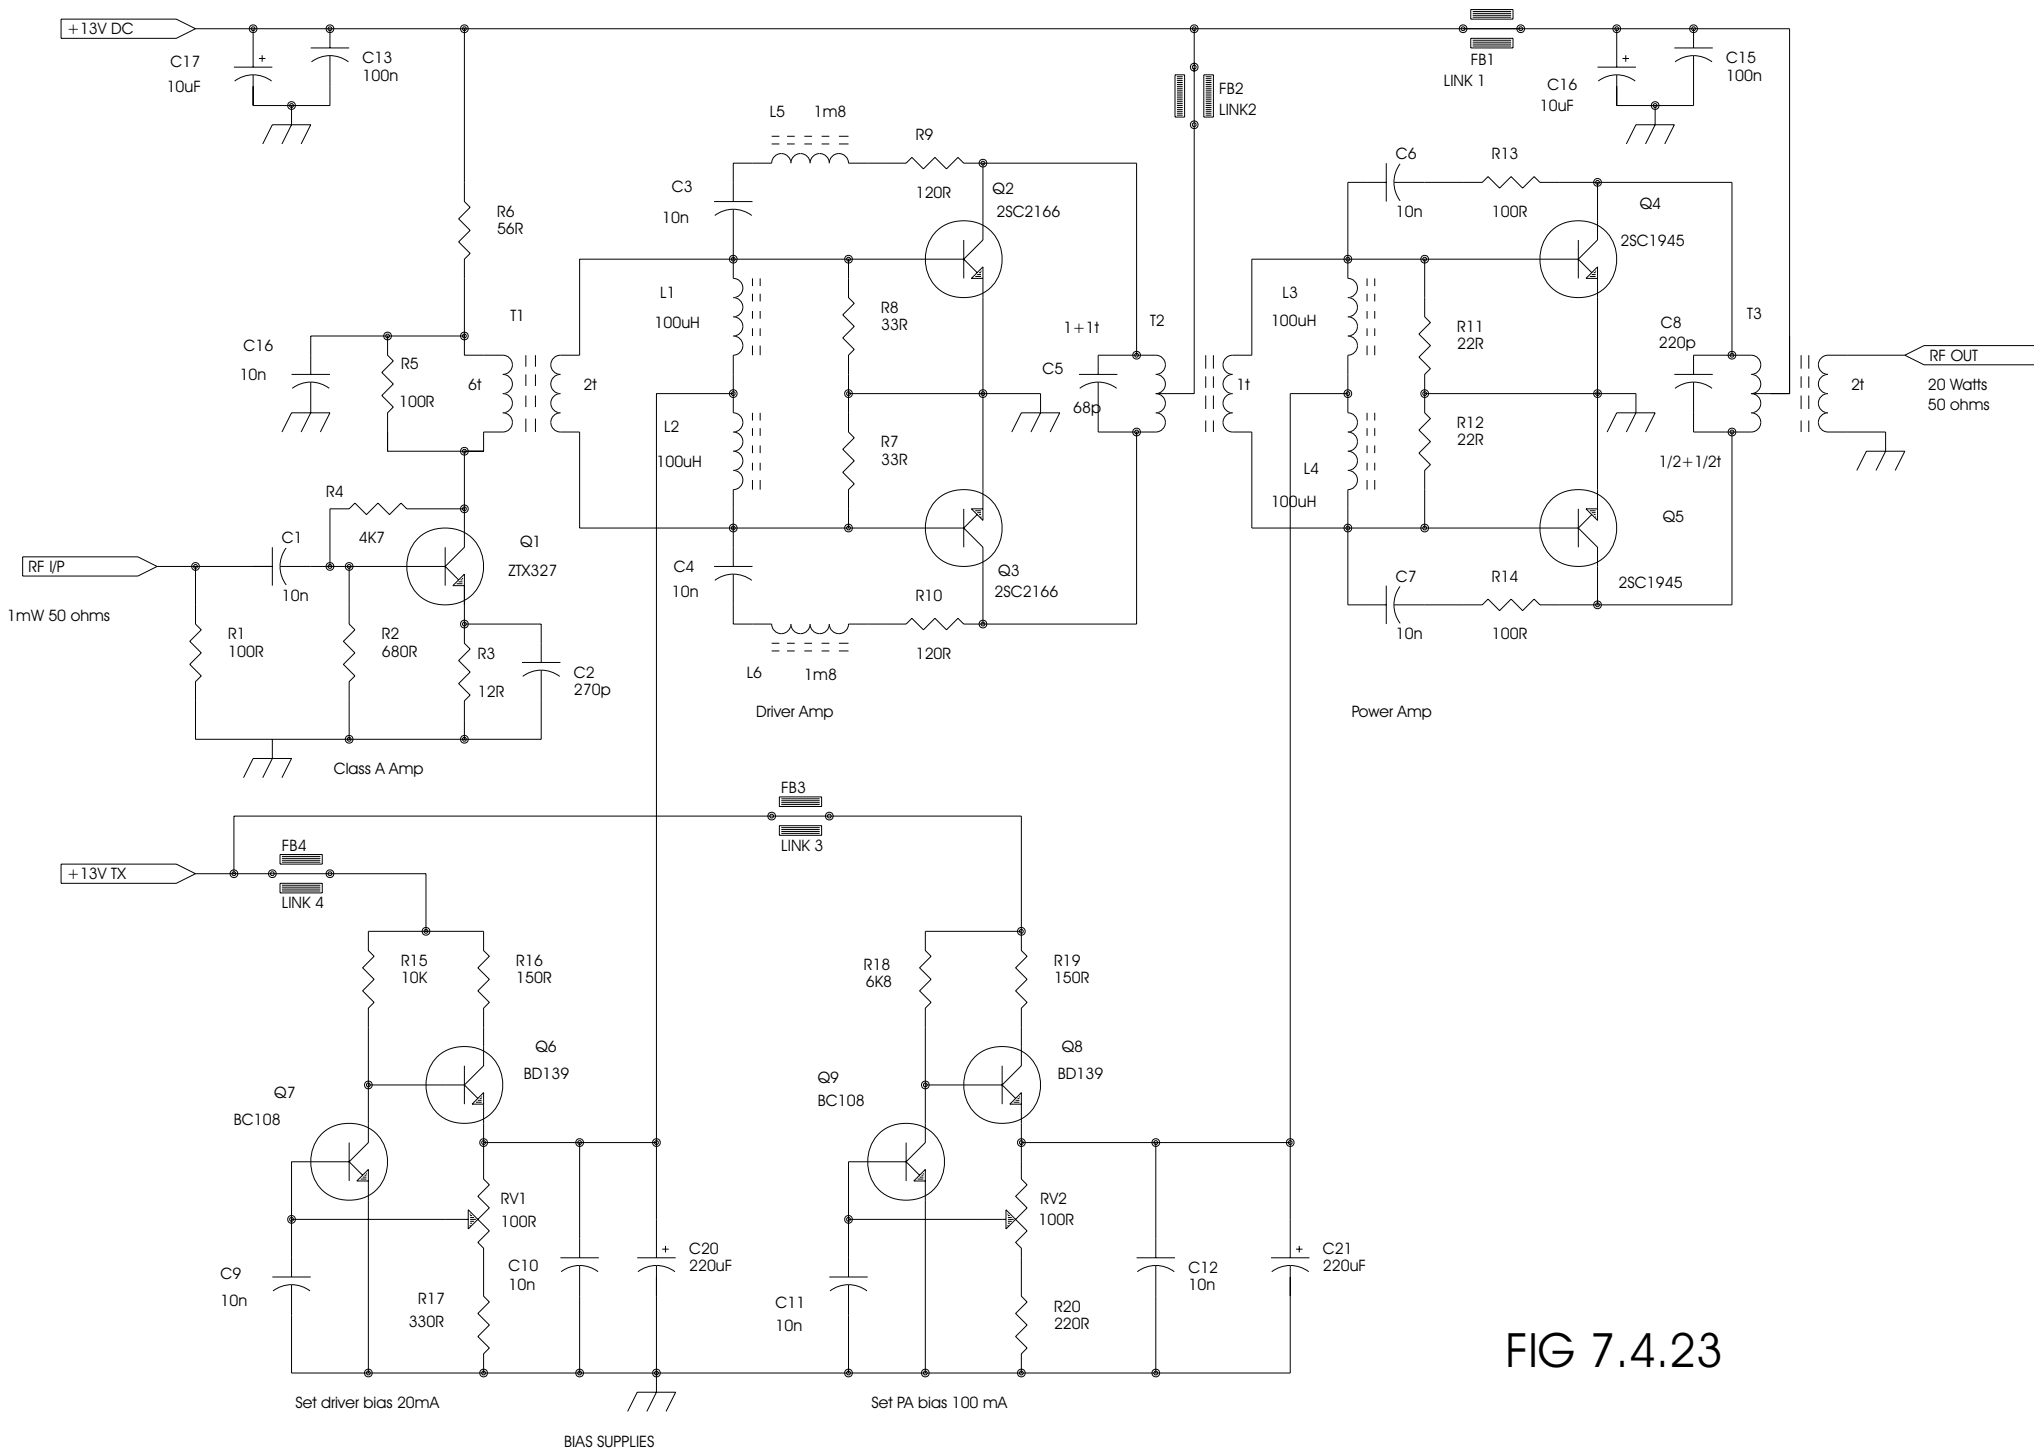 +13V DC
C17
10uF
+
C13
100n
FB1
LINK 1
C16
10uF
+
C15
100n
FB2
LINK2
L5 1m8
R9
120R
C3
10n
Q2
2SC2166
C6
10n
R13
100R
Q4
2SC1945
R6
56R
T1
L1
100uH
R8
33R
1+1t
T2
L3
100uH
R11
22R
C8
220p
T3
C16
10n
R5
100R
6t
2t
C5
68p
1t
2t
RF OUT
20 Watts
50 ohms
L2
100uH
R7
33R
L4
100uH
R12
22R
1/2+1/2t
R4
4K7
C1
10n
Q1
ZTX327
RF I/P
1mW 50 ohms
C4
10n
Q3
2SC2166
R10
120R
Q5
2SC1945
C7
10n
R14
100R
R1
100R
R2
680R
R3
12R
C2
270p
L6 1m8
Driver Amp
Power Amp
Class A Amp
FB3
LINK 3
+13V TX
FB4
LINK 4
R15
10K
R16
150R
R18
6K8
R19
150R
Q6
BD139
Q8
BD139
Q7
BC108
Q9
BC108
RV1
100R
RV2
100R
C9
10n
R17
330R
C10
10n
+
C20
220uF
C11
10n
R20
220R
C12
10n
+
C21
220uF
FIG 7.4.23
Set driver bias 20mA
Set PA bias 100 mA
BIAS SUPPLIES